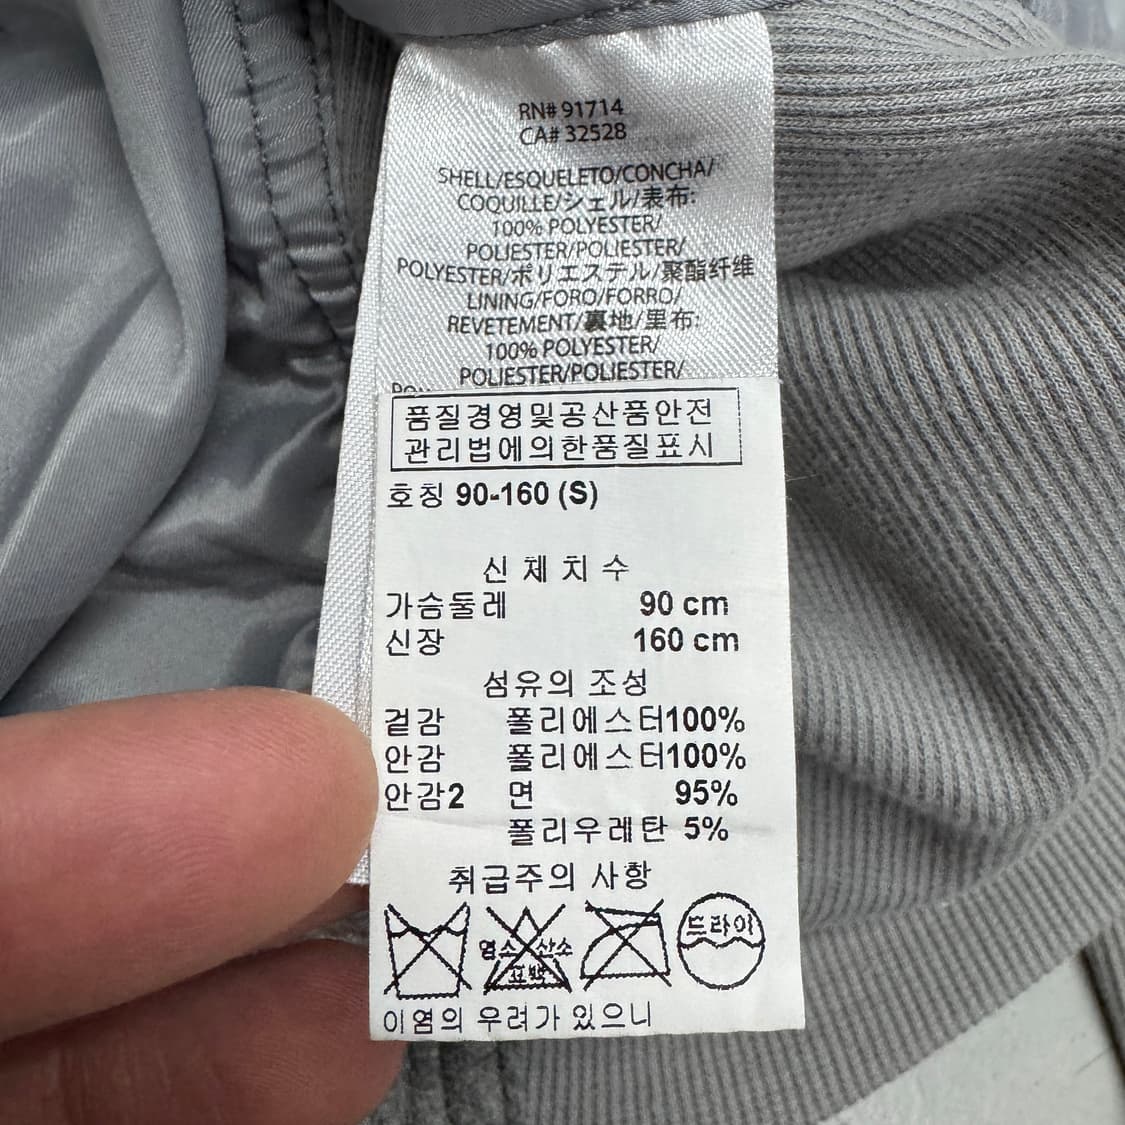 RN# 91714
CA# 32528
SHELL/ESQUELETO/CONCHA/
COQUILLE/シェル/表布:
100% POLYESTER/
POLIESTER/POLIESTER/
POLYESTER/ポリエステル/聚酯纤维
LINING/FORO/FORRO/
REVETEMENT/裏地/里布:
100% POLYESTER/
POLIESTER/POLIESTER/
품질경영및공산품안전
관리법에의한품질표시
호칭 90-160 (S)
신체치수
가슴둘레 90 cm
신장 160 cm
섬유의 조성
겉감 폴리에스터100%
안감 폴리에스터100%
안감2 면 95%
폴리우레탄 5%
취급주의 사항
염소 산소 드라이
표백
이염의 우려가 있으니